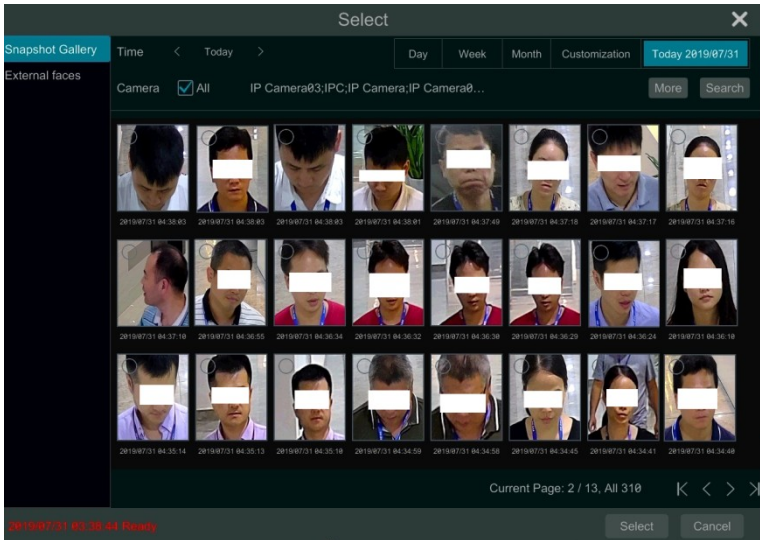 Select
Snapshot Gallery
External faces
Time < Today > Day Week Month Customization Today 2019/07/31
Camera All IP Camera03;IPC;IP Camera;IP Camera0... More Search
2019/07/31 04:38:03 2019/07/31 04:38:03 2019/07/31 04:38:03 2019/07/31 04:38:01 2019/07/31 04:37:49 2019/07/31 04:37:18 2019/07/31 04:37:17 2019/07/31 04:37:16
2019/07/31 04:37:10 2019/07/31 04:36:55 2019/07/31 04:36:34 2019/07/31 04:36:32 2019/07/31 04:36:30 2019/07/31 04:36:29 2019/07/31 04:36:24 2019/07/31 04:36:10
2019/07/31 04:35:14 2019/07/31 04:35:13 2019/07/31 04:35:10 2019/07/31 04:34:59 2019/07/31 04:34:58 2019/07/31 04:34:45 2019/07/31 04:34:41 2019/07/31 04:34:40
Current Page: 2 / 13, All 310
2019/07/31 03:38:44 Ready
Select Cancel